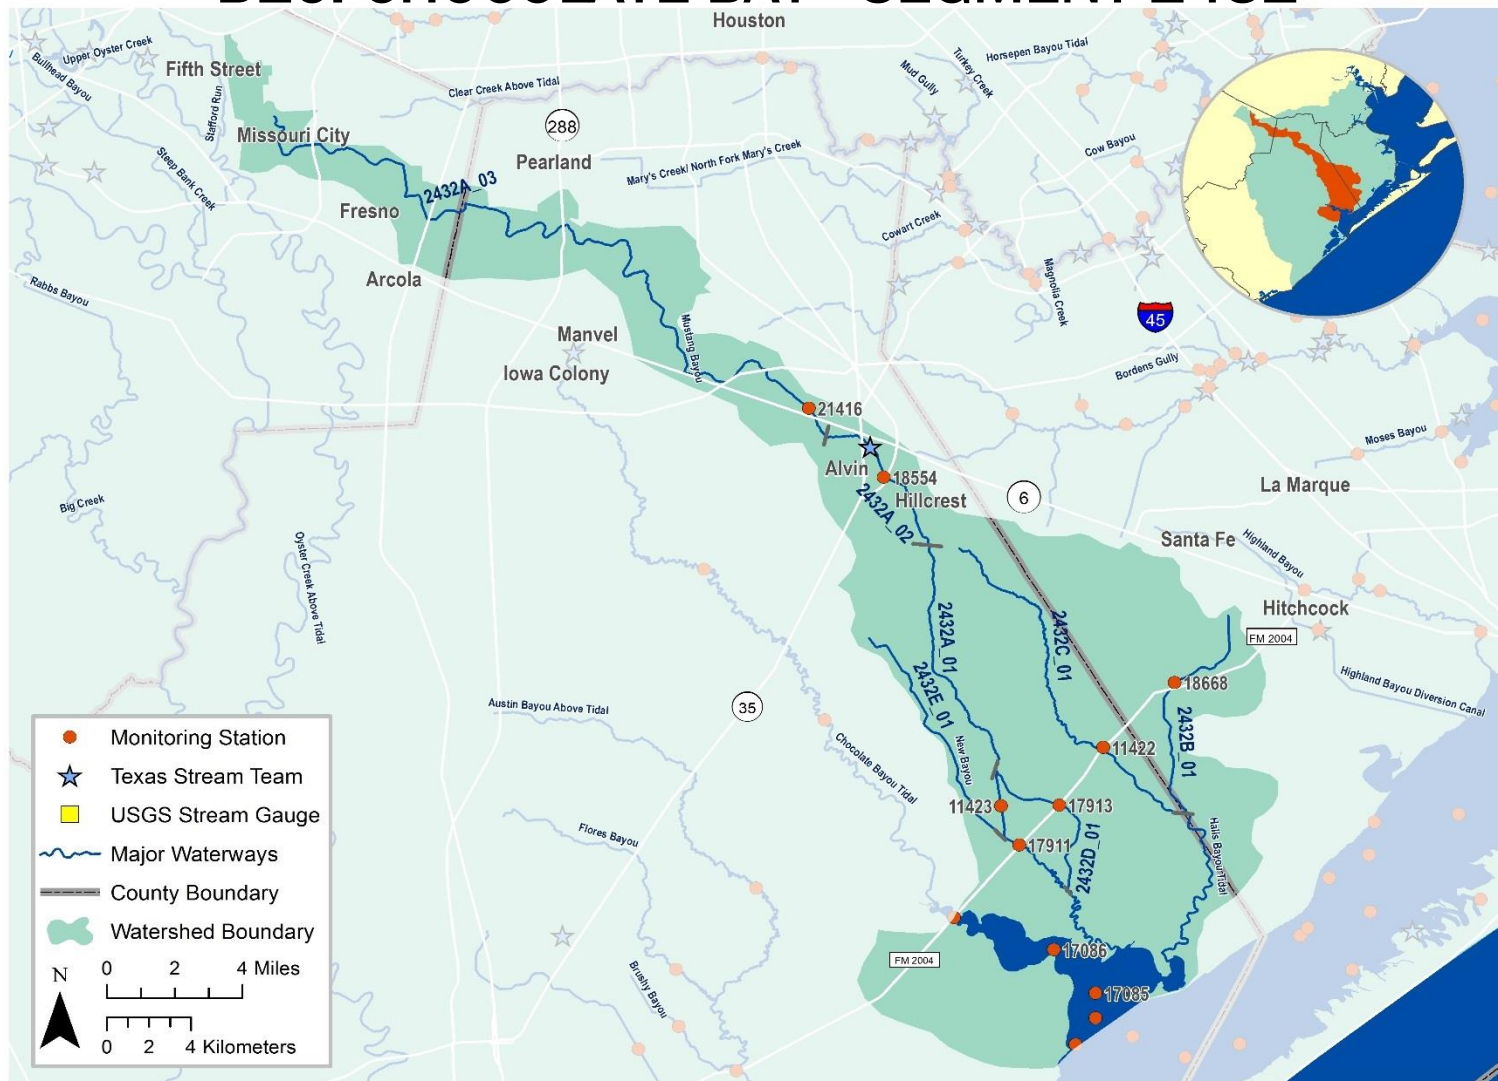 Houston
Upper Oyster Creek
Bullhead Bayou
Fifth Street
Stafford Run
Clear Creek Above Tidal
Mud Gully
Turkey Creek
Horsepen Bayou Tidal
Missouri City
288
Pearland
Mary's Creek/ North Fork Mary's Creek
Cow Bayou
Steep Bank Creek
2432A_03
Fresno
Cowart Creek
Arcola
Magnolia Creek
Rabbs Bayou
45
Manvel
Mustang Bayou
Iowa Colony
Bordens Gully
21416
Moses Bayou
Alvin
18554
Hillcrest
2432A_02
6
La Marque
Big Creek
Santa Fe
Highland Bayou
Oyster Creek Above Tidal
Hitchcock
FM 2004
2432A_01
2432C_01
2432E_01
18668
Highland Bayou Diversion Canal
Austin Bayou Above Tidal
35
2432B_01
Chocolate Bayou Tidal
New Bayou
11422
11423
17913
Flores Bayou
17911
2432D_01
Halls Bayou Tidal
FM 2004
17086
17085
Brushy Bayou
Monitoring Station
Texas Stream Team
USGS Stream Gauge
Major Waterways
County Boundary
Watershed Boundary
N
0 2 4 Miles
0 2 4 Kilometers